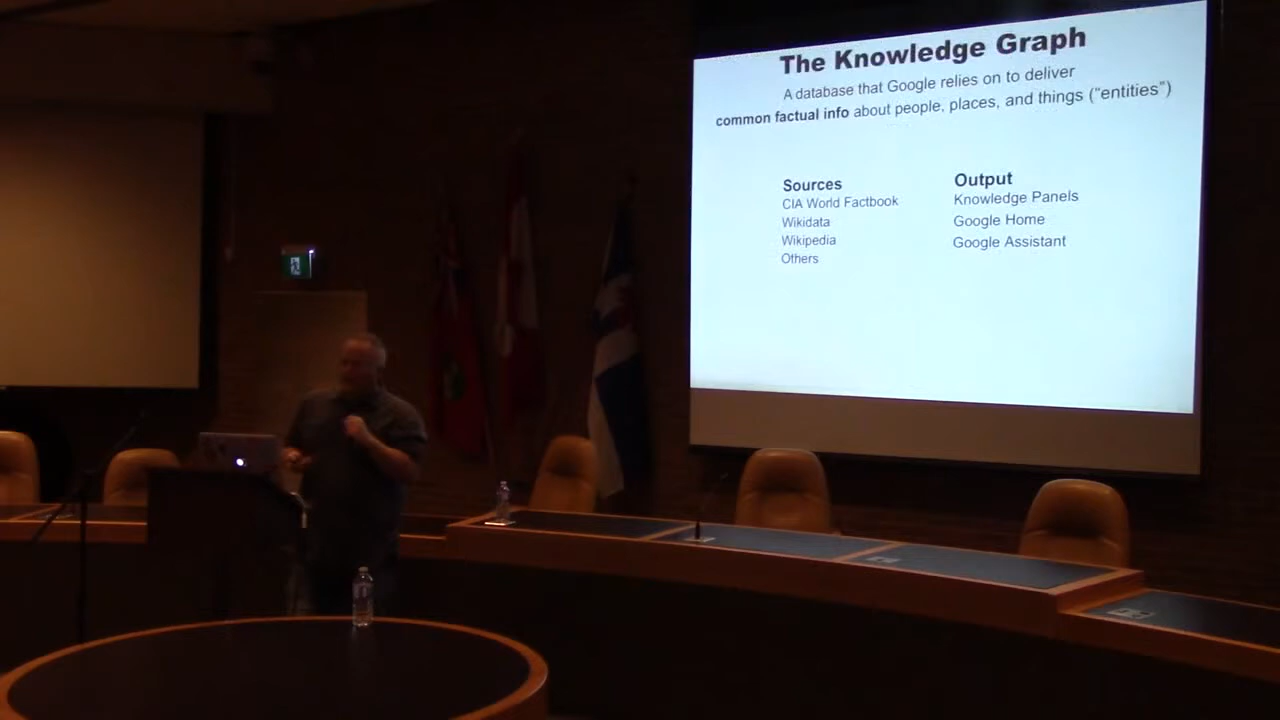 The Knowledge Graph
A database that Google relies on to deliver
common factual info about people, places, and things (“entities”)
Sources
CIA World Factbook
Wikidata
Wikipedia
Others
Output
Knowledge Panels
Google Home
Google Assistant